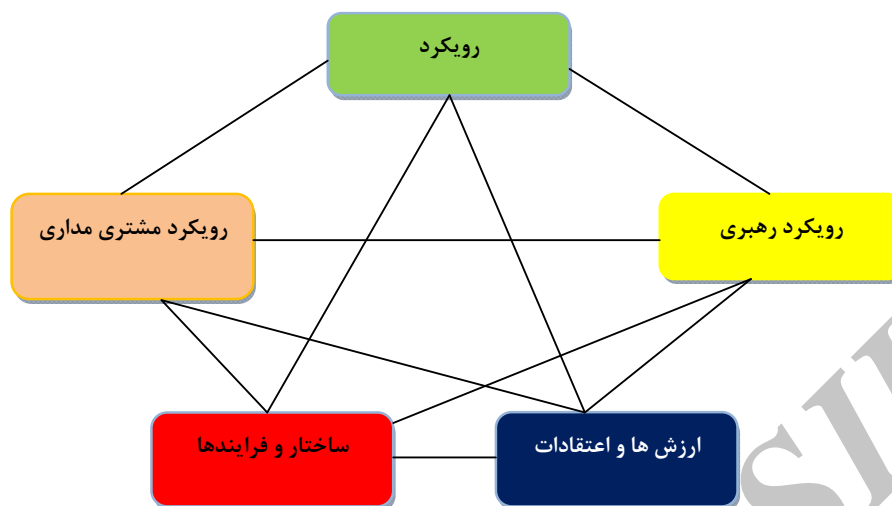 رویکرد
رویکرد رهبری
رویکرد مشتری مداری
ارزش ها و اعتقادات
ساختار و فرایندها